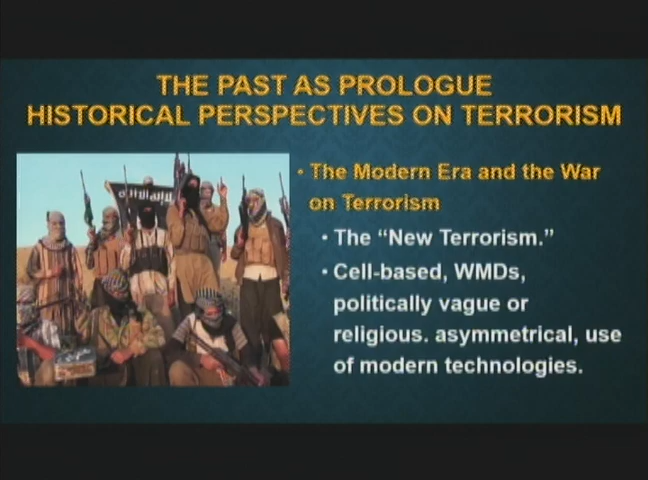 THE PAST AS PROLOGUE
HISTORICAL PERSPECTIVES ON TERRORISM
• The Modern Era and the War
on Terrorism
• The “New Terrorism.”
• Cell-based, WMDs,
politically vague or
religious. asymmetrical, use
of modern technologies.